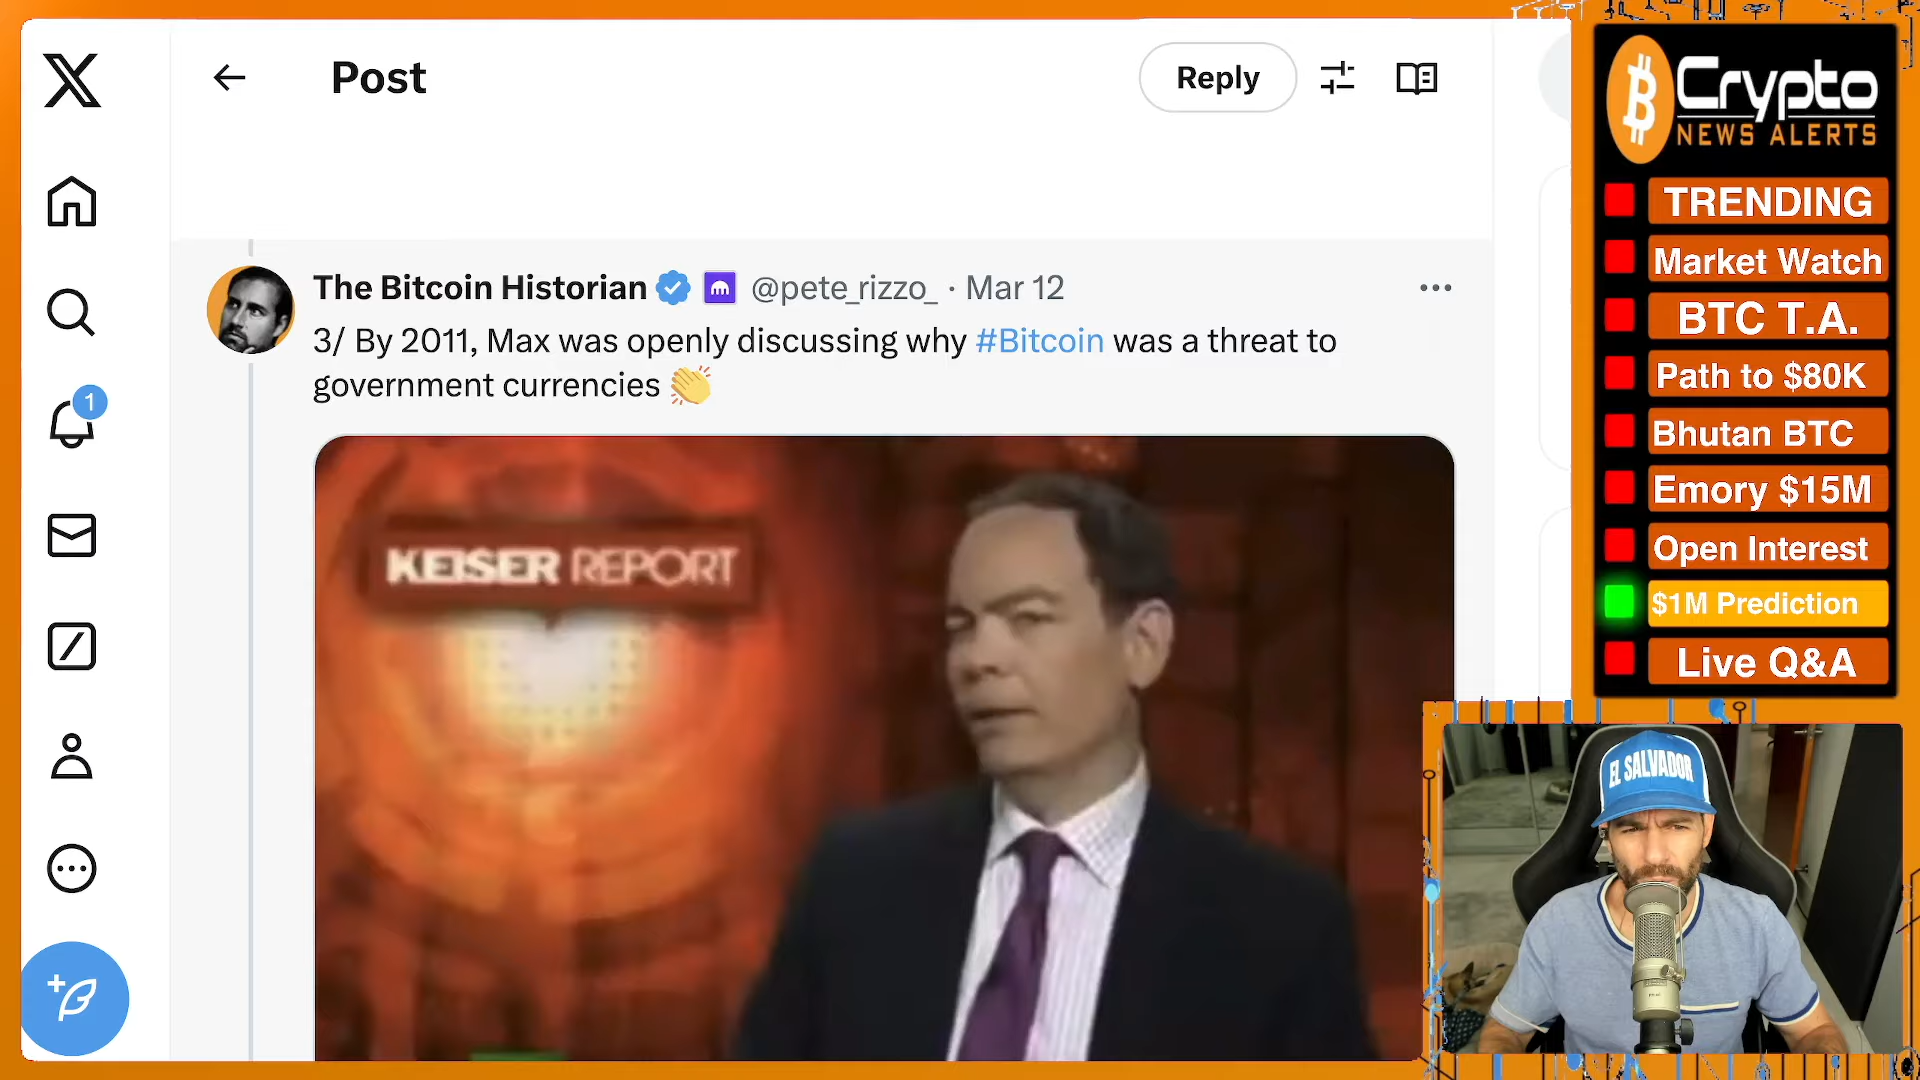 Post
Reply
1
The Bitcoin Historian @pete_rizzo_ · Mar 12
3/ By 2011, Max was openly discussing why #Bitcoin was a threat to
government currencies 👏
KEISER REPORT
Crypto
NEWS ALERTS
TRENDING
Market Watch
BTC T.A.
Path to $80K
Bhutan BTC
Emory $15M
Open Interest
$1M Prediction
Live Q&A
EL SALVADOR